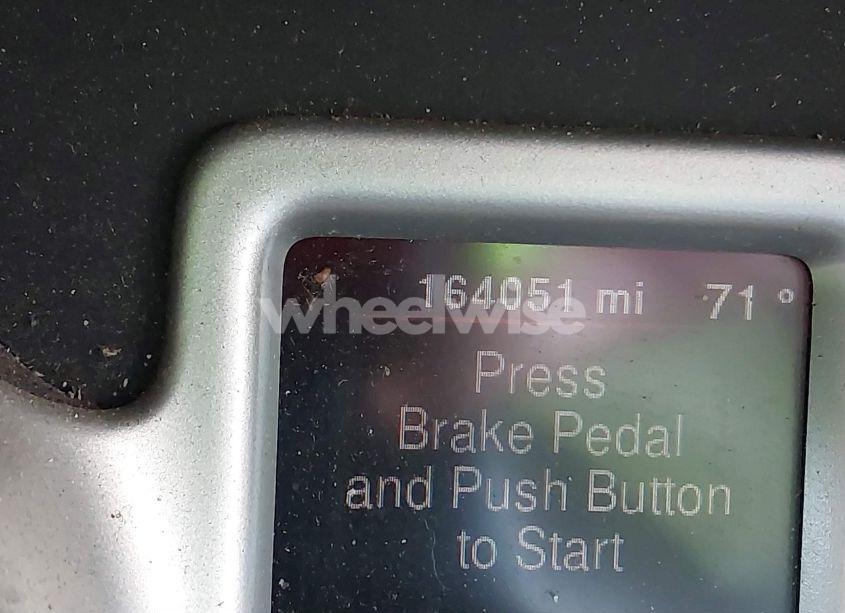 164051 mi 71°
wheelwise
Press
Brake Pedal
and Push Button
to Start